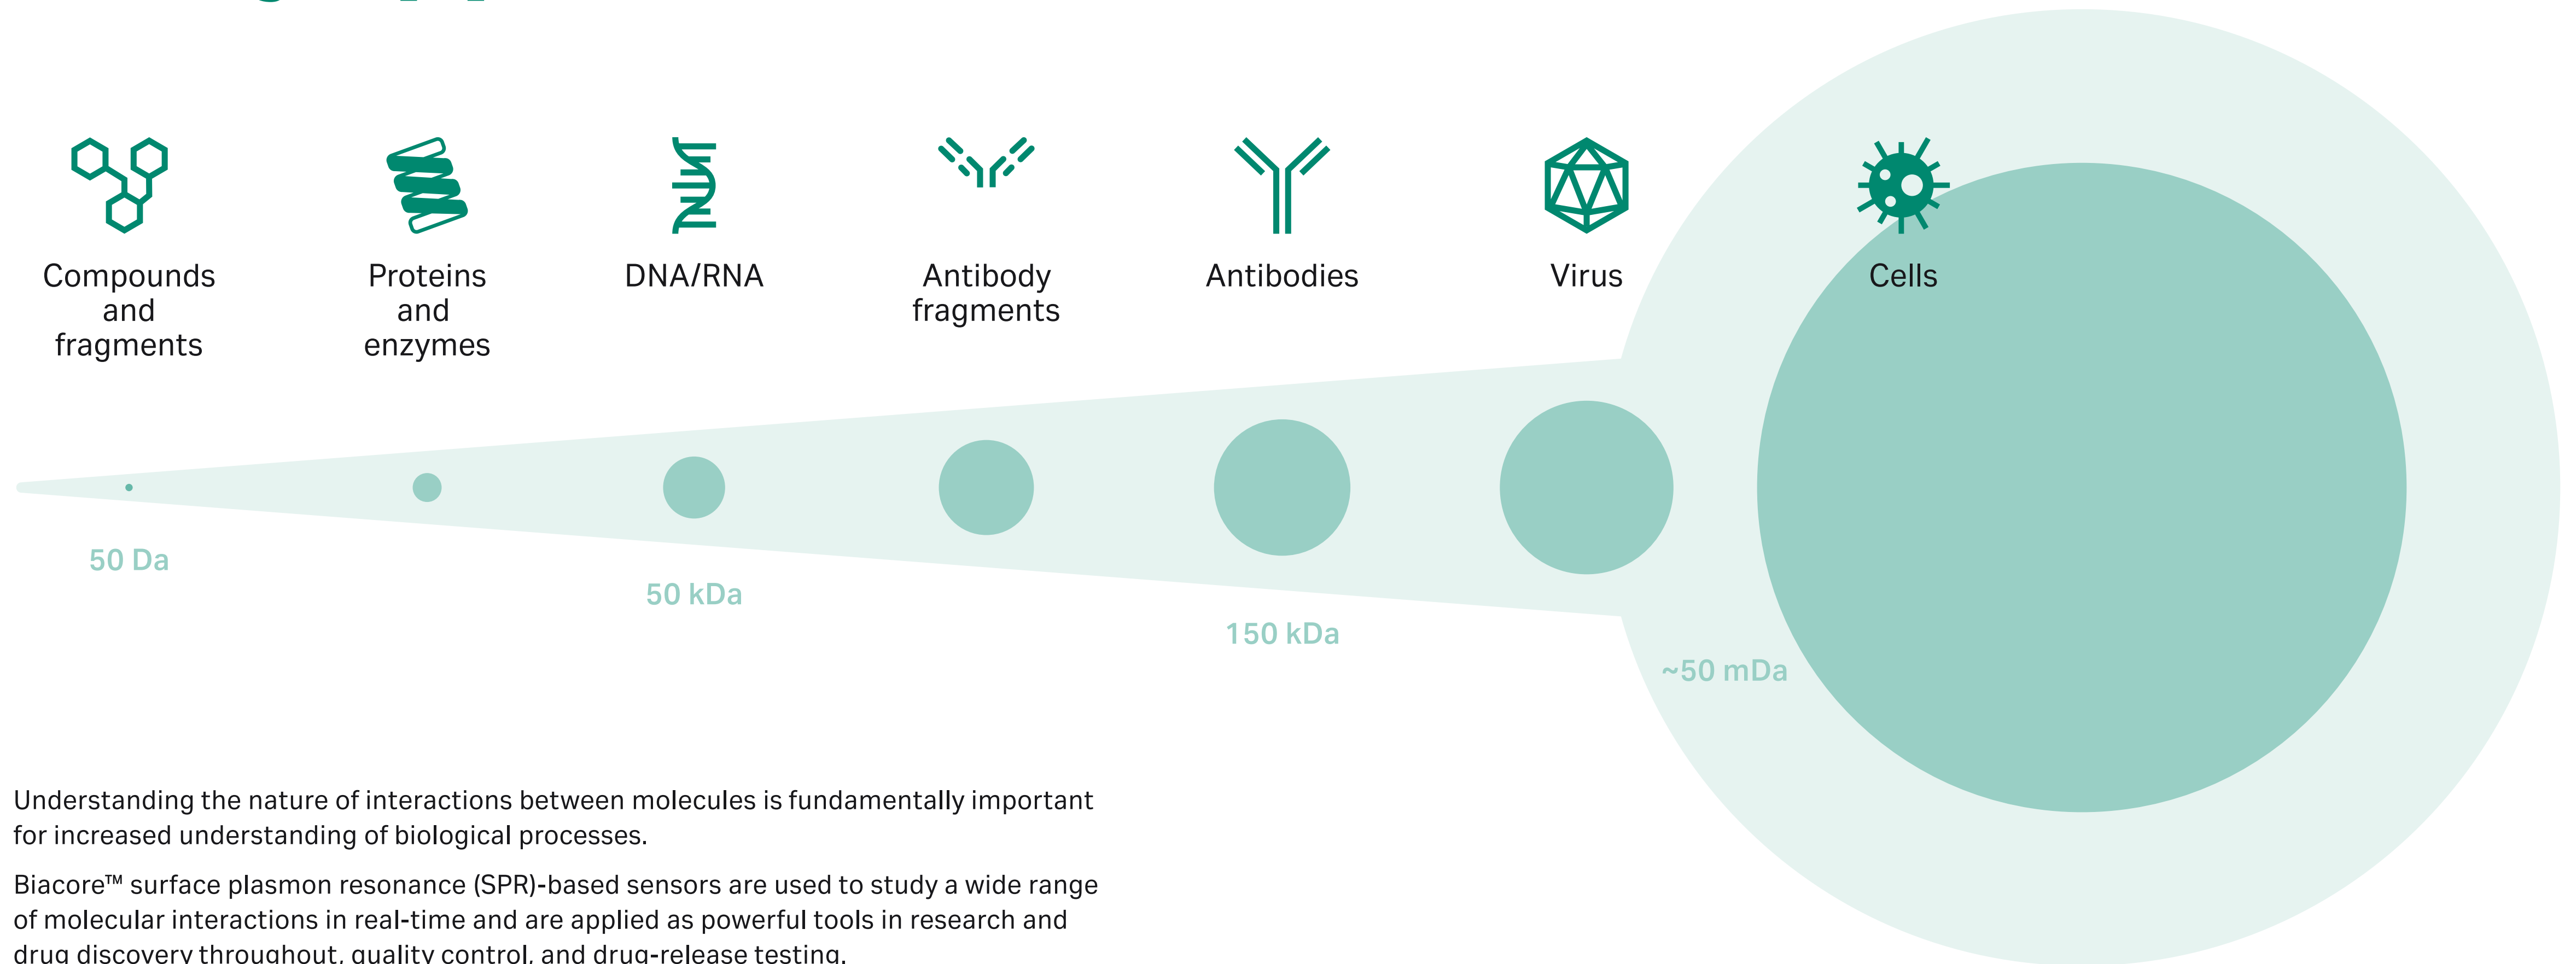 Compounds
and
fragments
Proteins
and
enzymes
DNA/RNA
Antibody
fragments
Antibodies
Virus
Cells
50 Da
50 kDa
150 kDa
~50 mDa
Understanding the nature of interactions between molecules is fundamentally important
for increased understanding of biological processes.
Biacore™ surface plasmon resonance (SPR)-based sensors are used to study a wide range
of molecular interactions in real-time and are applied as powerful tools in research and
drug discovery throughout, quality control, and drug-release testing.